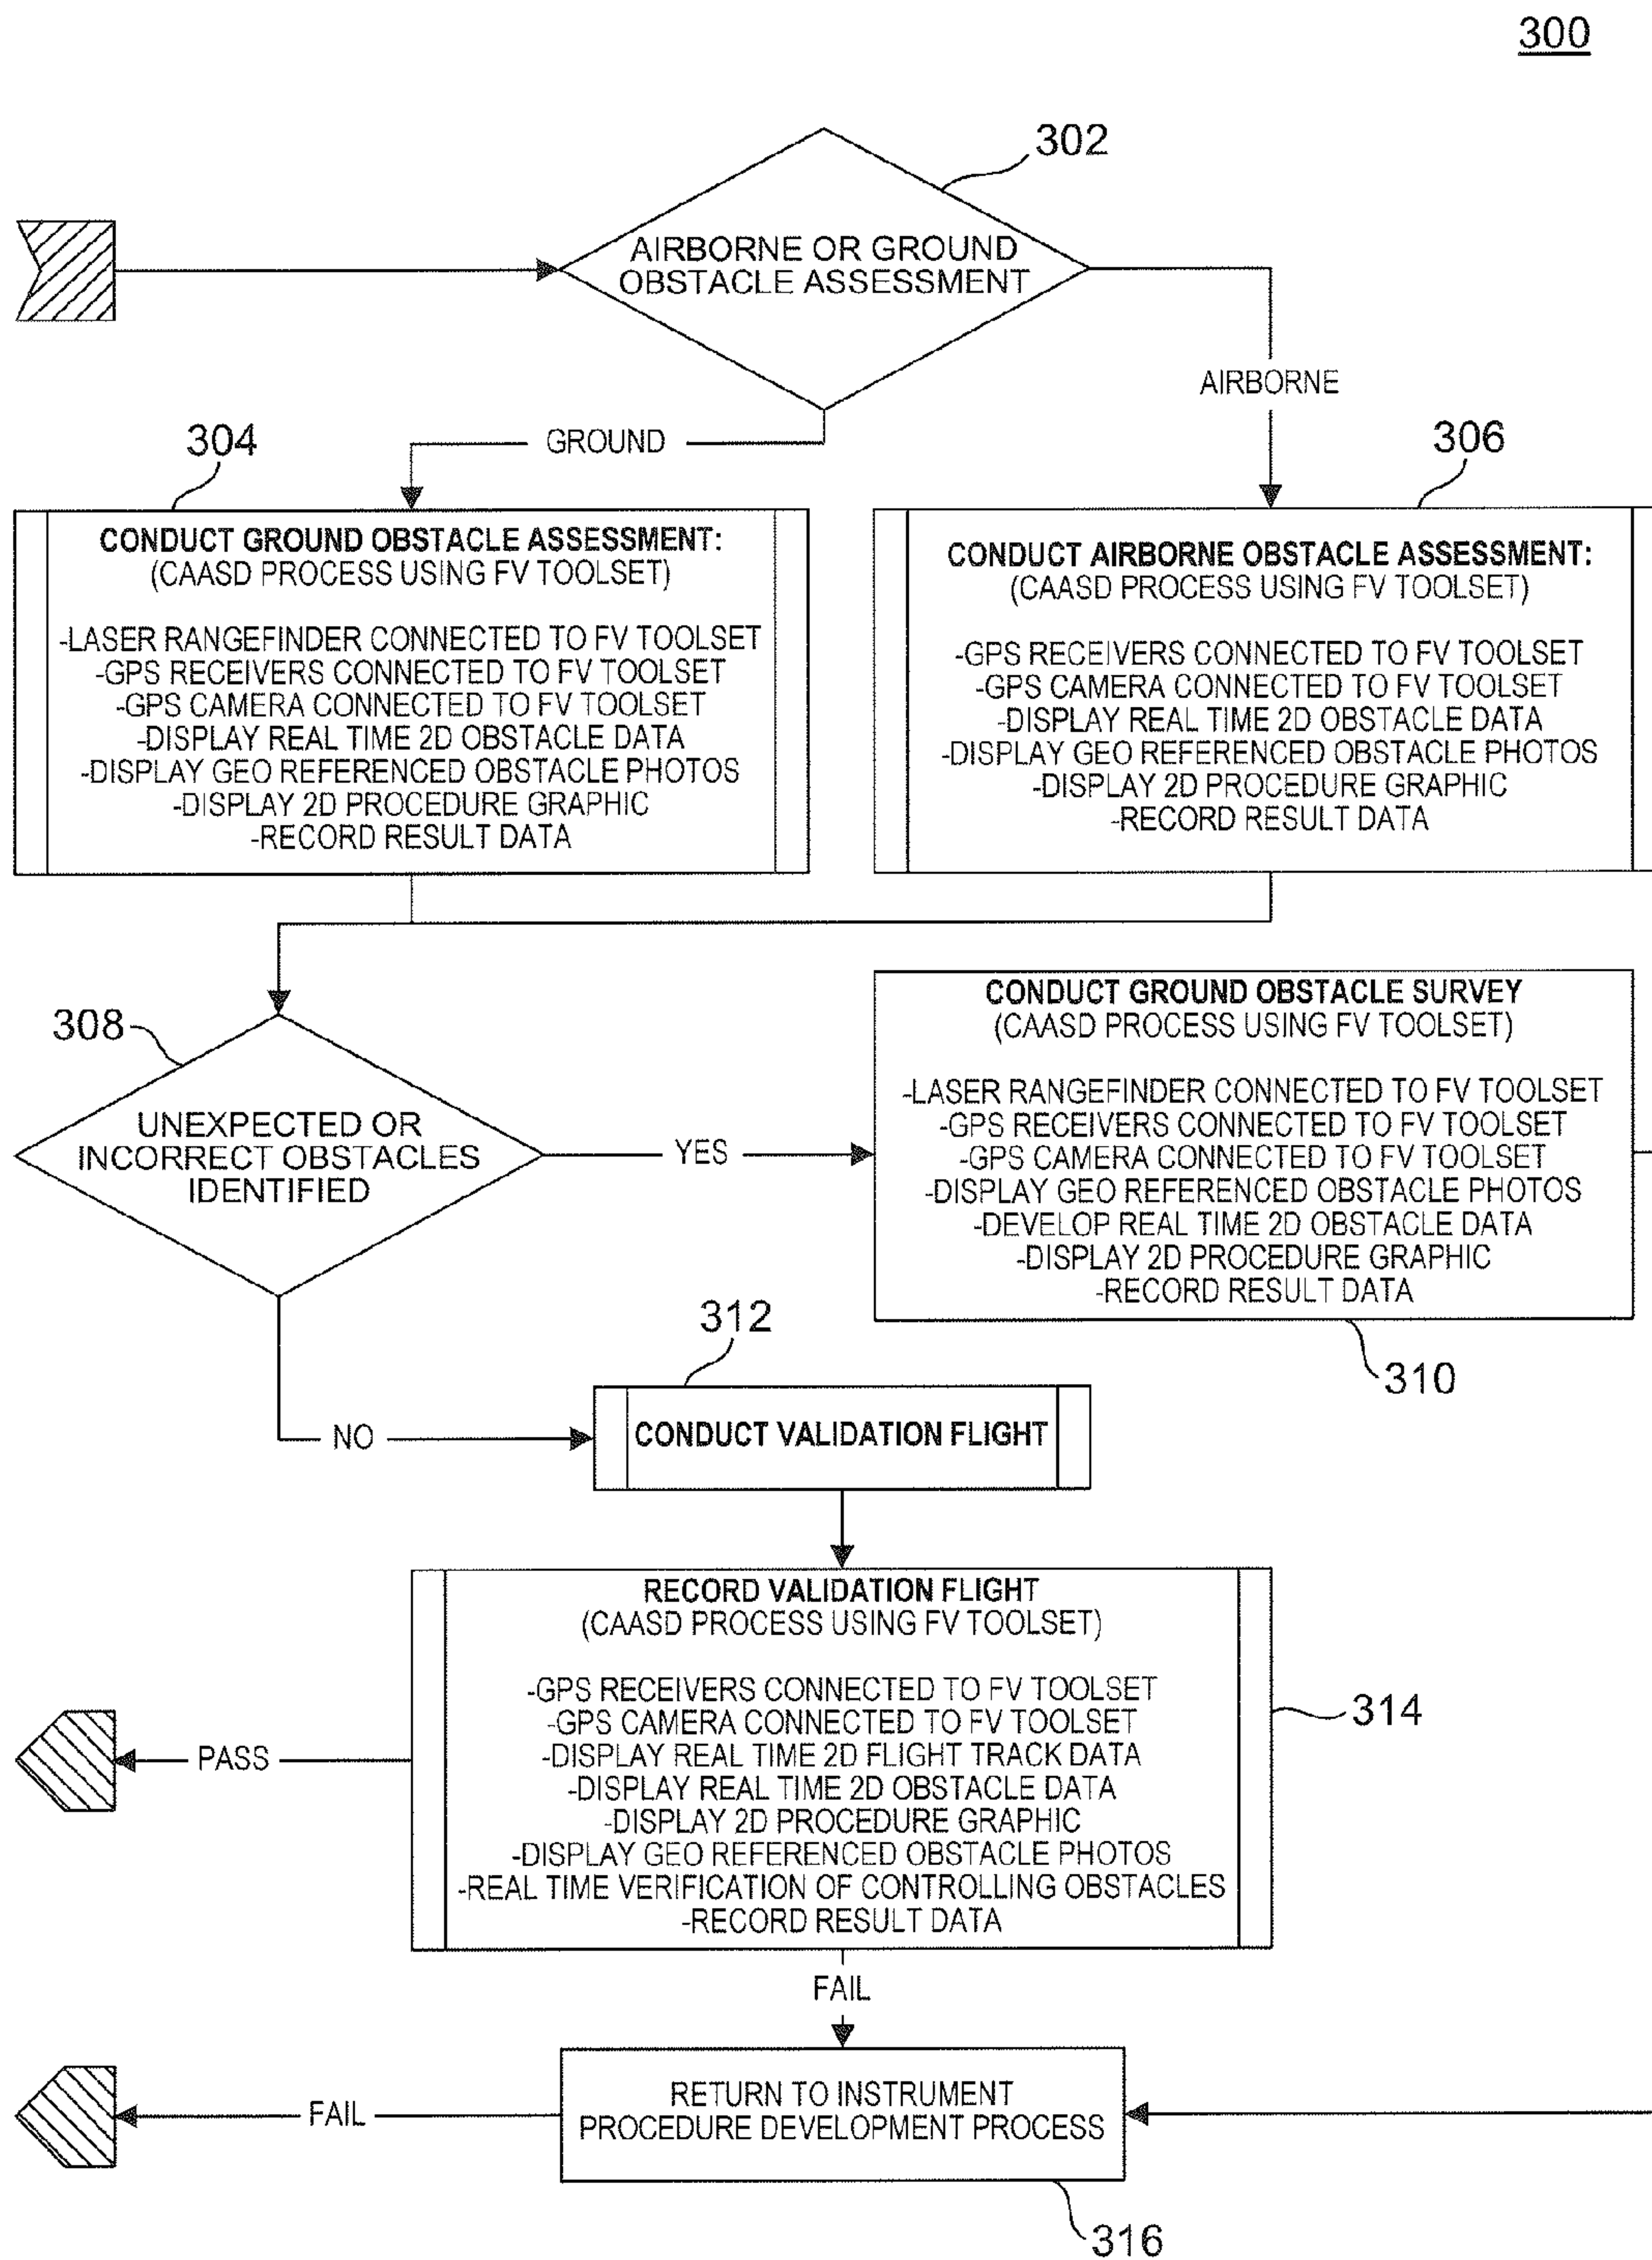 300
302
AIRBORNE OR GROUND
OBSTACLE ASSESSMENT
AIRBORNE
GROUND
304
306
CONDUCT GROUND OBSTACLE ASSESSMENT:
(CAASD PROCESS USING FV TOOLSET)
-LASER RANGEFINDER CONNECTED TO FV TOOLSET
-GPS RECEIVERS CONNECTED TO FV TOOLSET
-GPS CAMERA CONNECTED TO FV TOOLSET
-DISPLAY REAL TIME 2D OBSTACLE DATA
-DISPLAY GEO REFERENCED OBSTACLE PHOTOS
-DISPLAY 2D PROCEDURE GRAPHIC
-RECORD RESULT DATA
CONDUCT AIRBORNE OBSTACLE ASSESSMENT:
(CAASD PROCESS USING FV TOOLSET)
-GPS RECEIVERS CONNECTED TO FV TOOLSET
-GPS CAMERA CONNECTED TO FV TOOLSET
-DISPLAY REAL TIME 2D OBSTACLE DATA
-DISPLAY GEO REFERENCED OBSTACLE PHOTOS
-DISPLAY 2D PROCEDURE GRAPHIC
-RECORD RESULT DATA
308
UNEXPECTED OR
INCORRECT OBSTACLES
IDENTIFIED
YES
CONDUCT GROUND OBSTACLE SURVEY
(CAASD PROCESS USING FV TOOLSET)
-LASER RANGEFINDER CONNECTED TO FV TOOLSET
-GPS RECEIVERS CONNECTED TO FV TOOLSET
-GPS CAMERA CONNECTED TO FV TOOLSET
-DISPLAY GEO REFERENCED OBSTACLE PHOTOS
-DEVELOP REAL TIME 2D OBSTACLE DATA
-DISPLAY 2D PROCEDURE GRAPHIC
-RECORD RESULT DATA
310
312
NO
CONDUCT VALIDATION FLIGHT
RECORD VALIDATION FLIGHT
(CAASD PROCESS USING FV TOOLSET)
-GPS RECEIVERS CONNECTED TO FV TOOLSET
-GPS CAMERA CONNECTED TO FV TOOLSET
-DISPLAY REAL TIME 2D FLIGHT TRACK DATA
-DISPLAY REAL TIME 2D OBSTACLE DATA
-DISPLAY 2D PROCEDURE GRAPHIC
-DISPLAY GEO REFERENCED OBSTACLE PHOTOS
-REAL TIME VERIFICATION OF CONTROLLING OBSTACLES
-RECORD RESULT DATA
314
PASS
FAIL
RETURN TO INSTRUMENT
PROCEDURE DEVELOPMENT PROCESS
FAIL
316